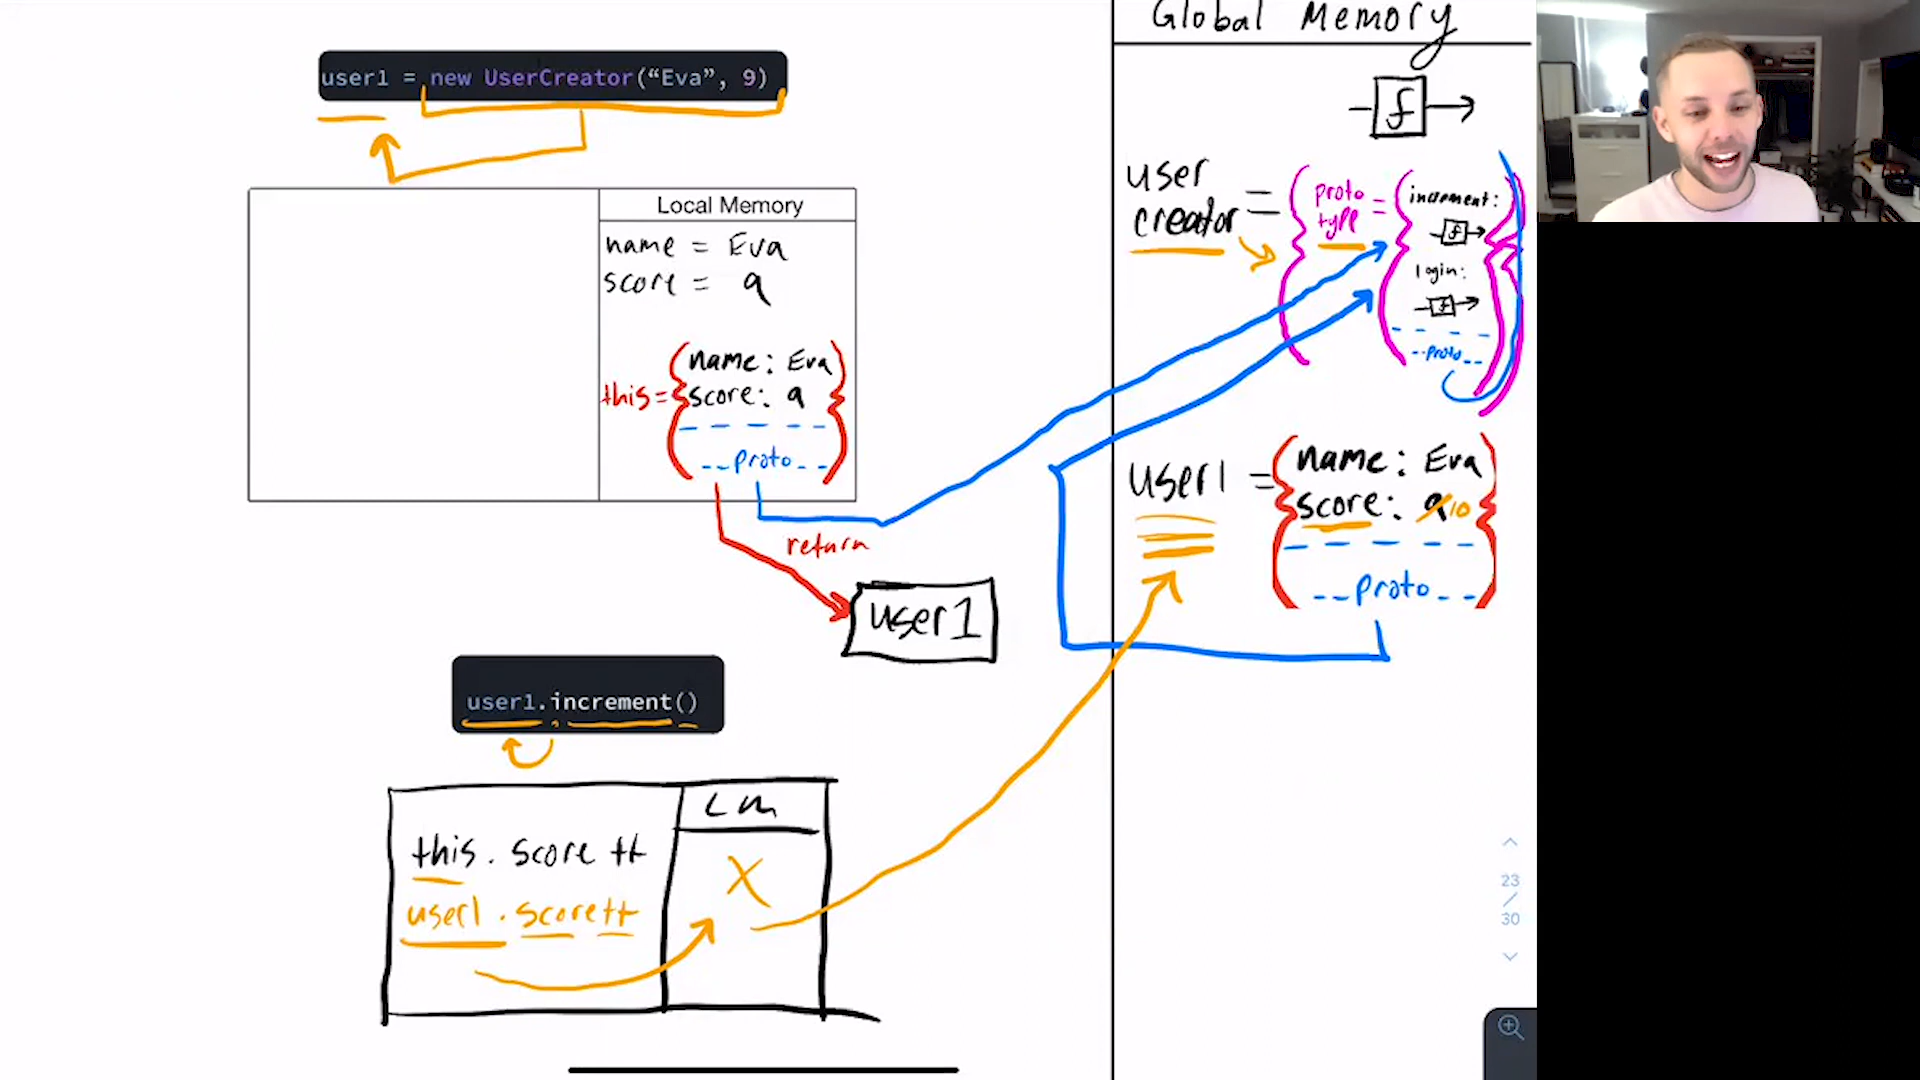 user1 = new UserCreator(“Eva”, 9)
Local Memory
name = Eva
score = 9
this = name: Eva
score: 9
__proto__
return
user1
user1.increment()
this.score++
user1.score++
LM
X
Global Memory
f
user creator = prototype = increment:
f
login:
f
__proto__
user1 = name: Eva
score: 9 10
__proto__
23
/
30